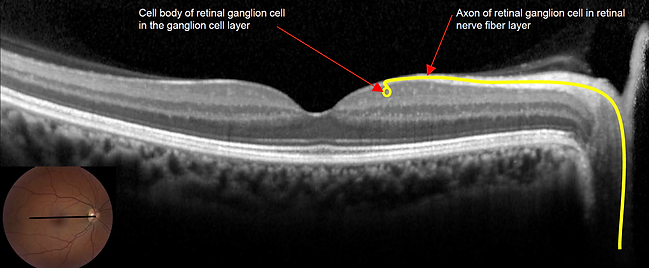 Cell body of retinal ganglion cell
in the ganglion cell layer
Axon of retinal ganglion cell in retinal
nerve fiber layer